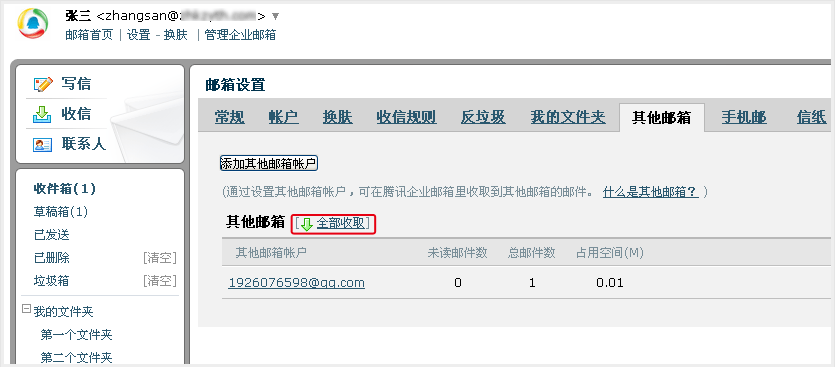 张三 <zhangsan@
邮箱首页 | 设置 - 换肤 | 管理企业邮箱
写信
收信
联系人
收件箱(1)
草稿箱(1)
已发送
已删除 [清空]
垃圾箱 [清空]
我的文件夹
第一个文件夹
第二个文件夹
邮箱设置
常规 帐户 换肤 收信规则 反垃圾 我的文件夹 其他邮箱 手机邮 信纸
添加其他邮箱帐户
(通过设置其他邮箱帐户，可在腾讯企业邮箱里收取到其他邮箱的邮件。 什么是其他邮箱？ )
其他邮箱 [全部收取]
其他邮箱帐户 未读邮件数 总邮件数 占用空间(M)
1926076598@qq.com 0 1 0.01